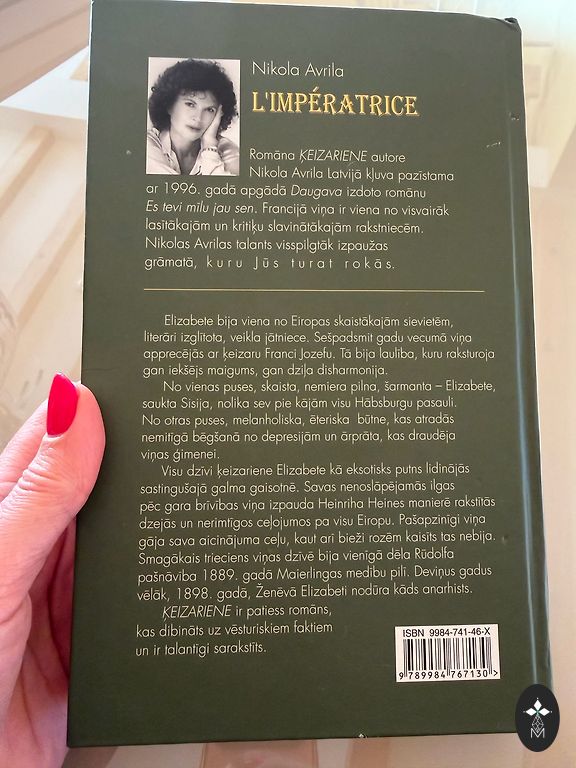 Nikola Avrila
L'IMPÉRATRICE
Romāna ĶEIZARIENE autore
Nikola Avrila Latvijā kļuva pazīstama
ar 1996. gadā apgādā Daugava izdoto romānu
Es tevi mīlu jau sen. Francijā viņa ir viena no visvairāk
lasītākajām un kritiķu slavinātākajām rakstniecēm.
Nikolas Avrilas talants visspilgtāk izpaužas
grāmatā, kuru Jūs turat rokās.
Elizabete bija viena no Eiropas skaistākajām sievietēm,
literāri izglītota, veikla jātniece. Sešpadsmit gadu vecumā viņa
apprecējās ar ķeizaru Franci Jozefu. Tā bija laulība, kuru raksturoja
gan iekšējs maigums, gan dziļa disharmonija.
No vienas puses, skaista, nemiera pilna, šarmanta – Elizabete,
saukta Sisija, nolika sev pie kājām visu Hābsburgu pasauli.
No otras puses, melanholiska, ēteriska būtne, kas atradās
nemitīgā bēgšanā no depresijām un ārprāta, kas draudēja
viņas ģimenei.
Visu dzīvi ķeizariene Elizabete kā eksotisks putns lidinājās
sastingušajā galma gaisotnē. Savas nenoslāpējamās ilgas
pēc gara brīvības viņa izpauda Heinriha Heines manierē rakstītās
dzejās un nerimtīgos ceļojumos pa visu Eiropu. Pašapzinīgi viņa
gāja sava aicinājuma ceļu, kaut arī bieži rozēm kaisīts tas nebija.
Smagākais trieciens viņas dzīvē bija vienīgā dēla Rūdolfa
pašnāvība 1889. gadā Maierlingas medību pilī. Deviņus gadus
vēlāk, 1898. gadā, Ženēvā Elizabeti nodūra kāds anarhists.
ĶEIZARIENE ir patiess romāns,
kas dibināts uz vēsturiskiem faktiem
un ir talantīgi sarakstīts.
ISBN 9984-741-46-X
9 789984 767130 >
M